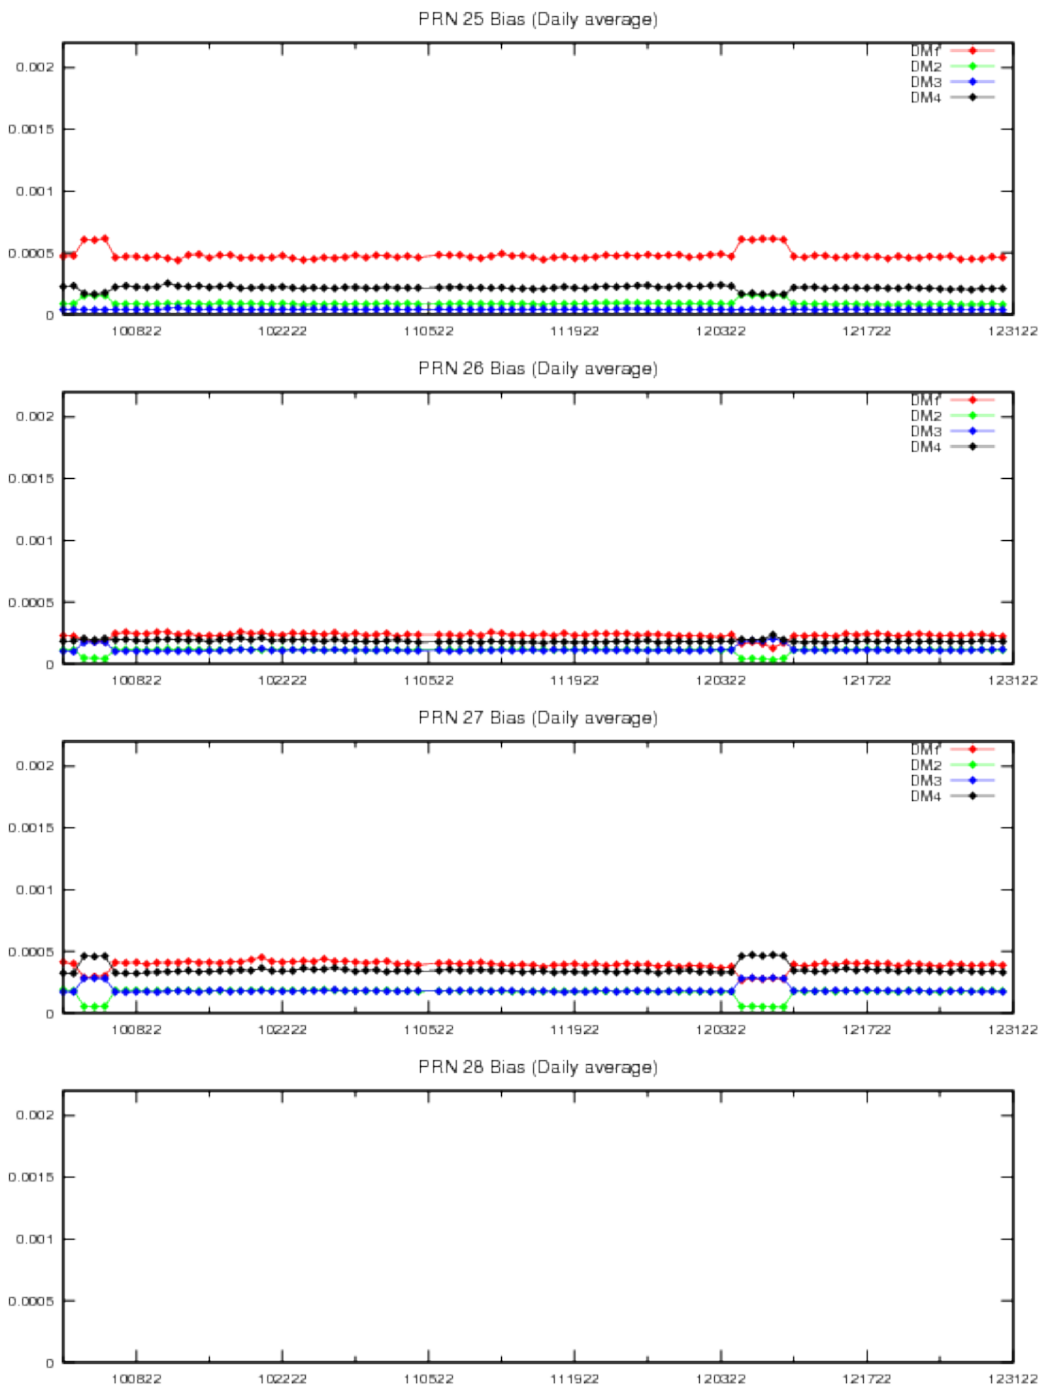 PRN 25 Bias (Daily average)
DM1
0.002
DM2
DM3
DM4
0.0015
0.001
0.0005
0
100822 102222 110522 111922 120322 121722 123122
PRN 26 Bias (Daily average)
DM1
0.002
DM2
DM3
DM4
0.0015
0.001
0.0005
0
100822 102222 110522 111922 120322 121722 123122
PRN 27 Bias (Daily average)
DM1
0.002
DM2
DM3
DM4
0.0015
0.001
0.0005
0
100822 102222 110522 111922 120322 121722 123122
PRN 28 Bias (Daily average)
0.002
0.0015
0.001
0.0005
0
100822 102222 110522 111922 120322 121722 123122